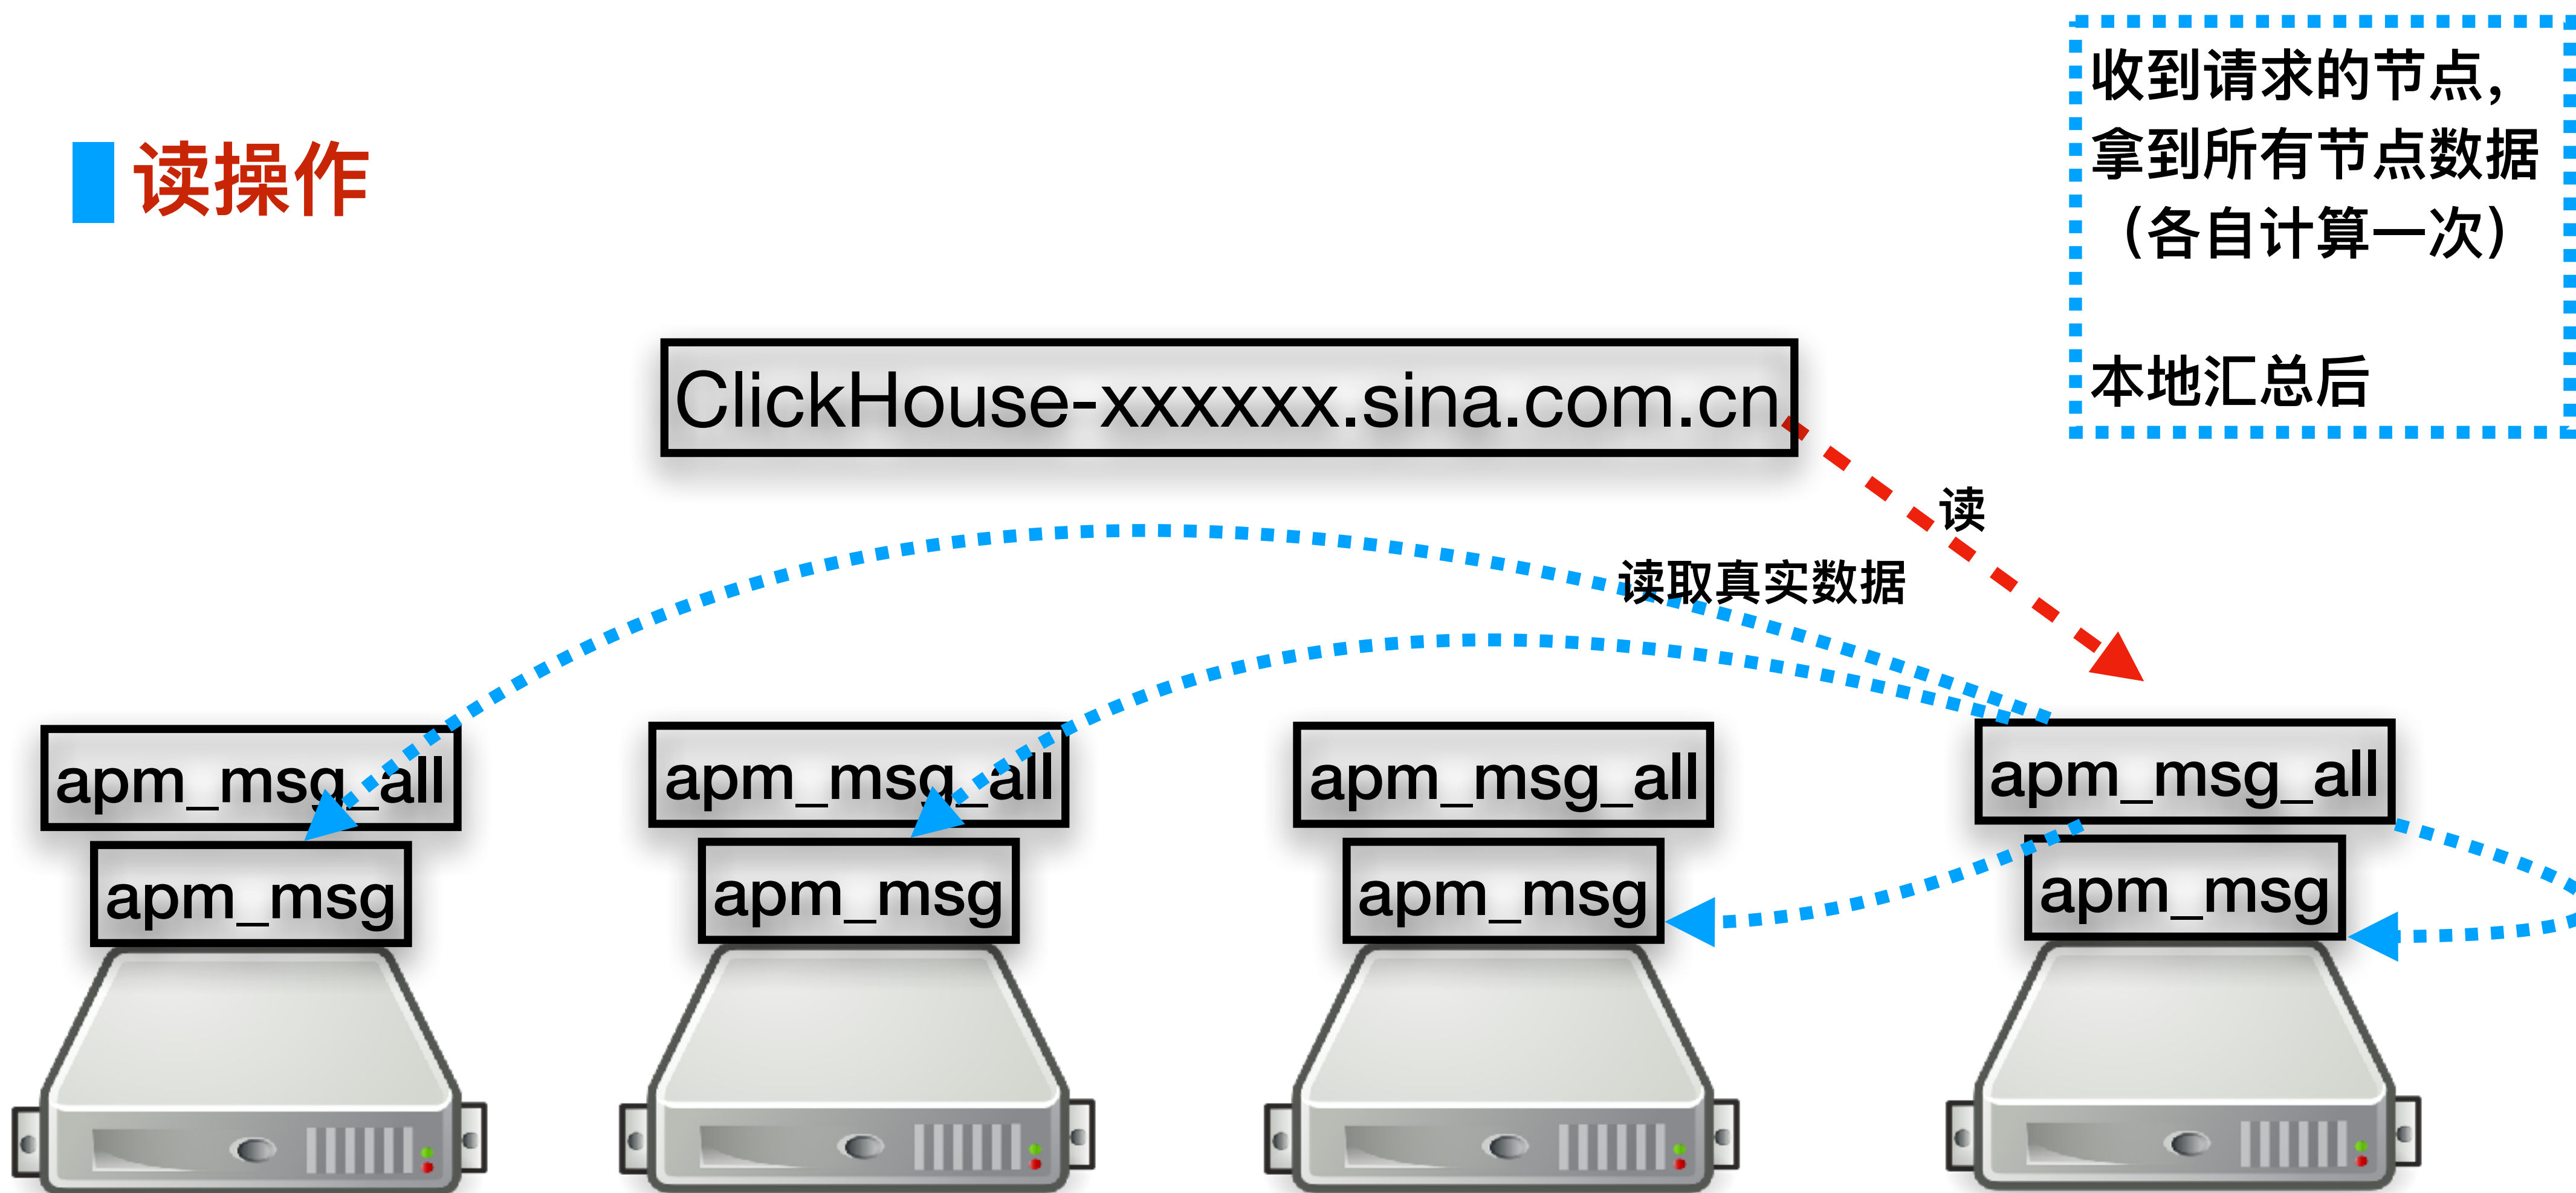 收到请求的节点，
拿到所有节点数据
（各自计算一次）
本地汇总后
读操作
ClickHouse-xxxxxx.sina.com.cn
读
读取真实数据
apm_msg_all
apm_msg_all
apm_msg_all
apm_msg_all
apm_msg
apm_msg
apm_msg
apm_msg